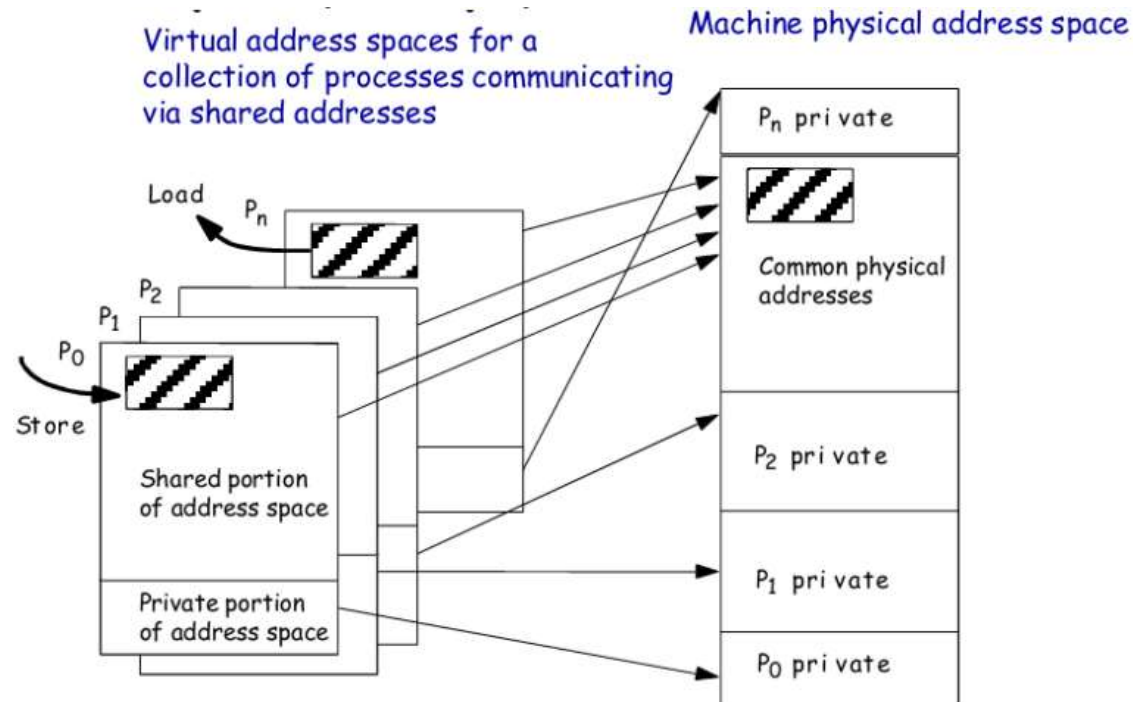 Virtual address spaces for a
collection of processes communicating
via shared addresses
Machine physical address space
Load
Pn
P2
P1
P0
Store
Shared portion
of address space
Private portion
of address space
Pn private
Common physical
addresses
P2 private
P1 private
P0 private